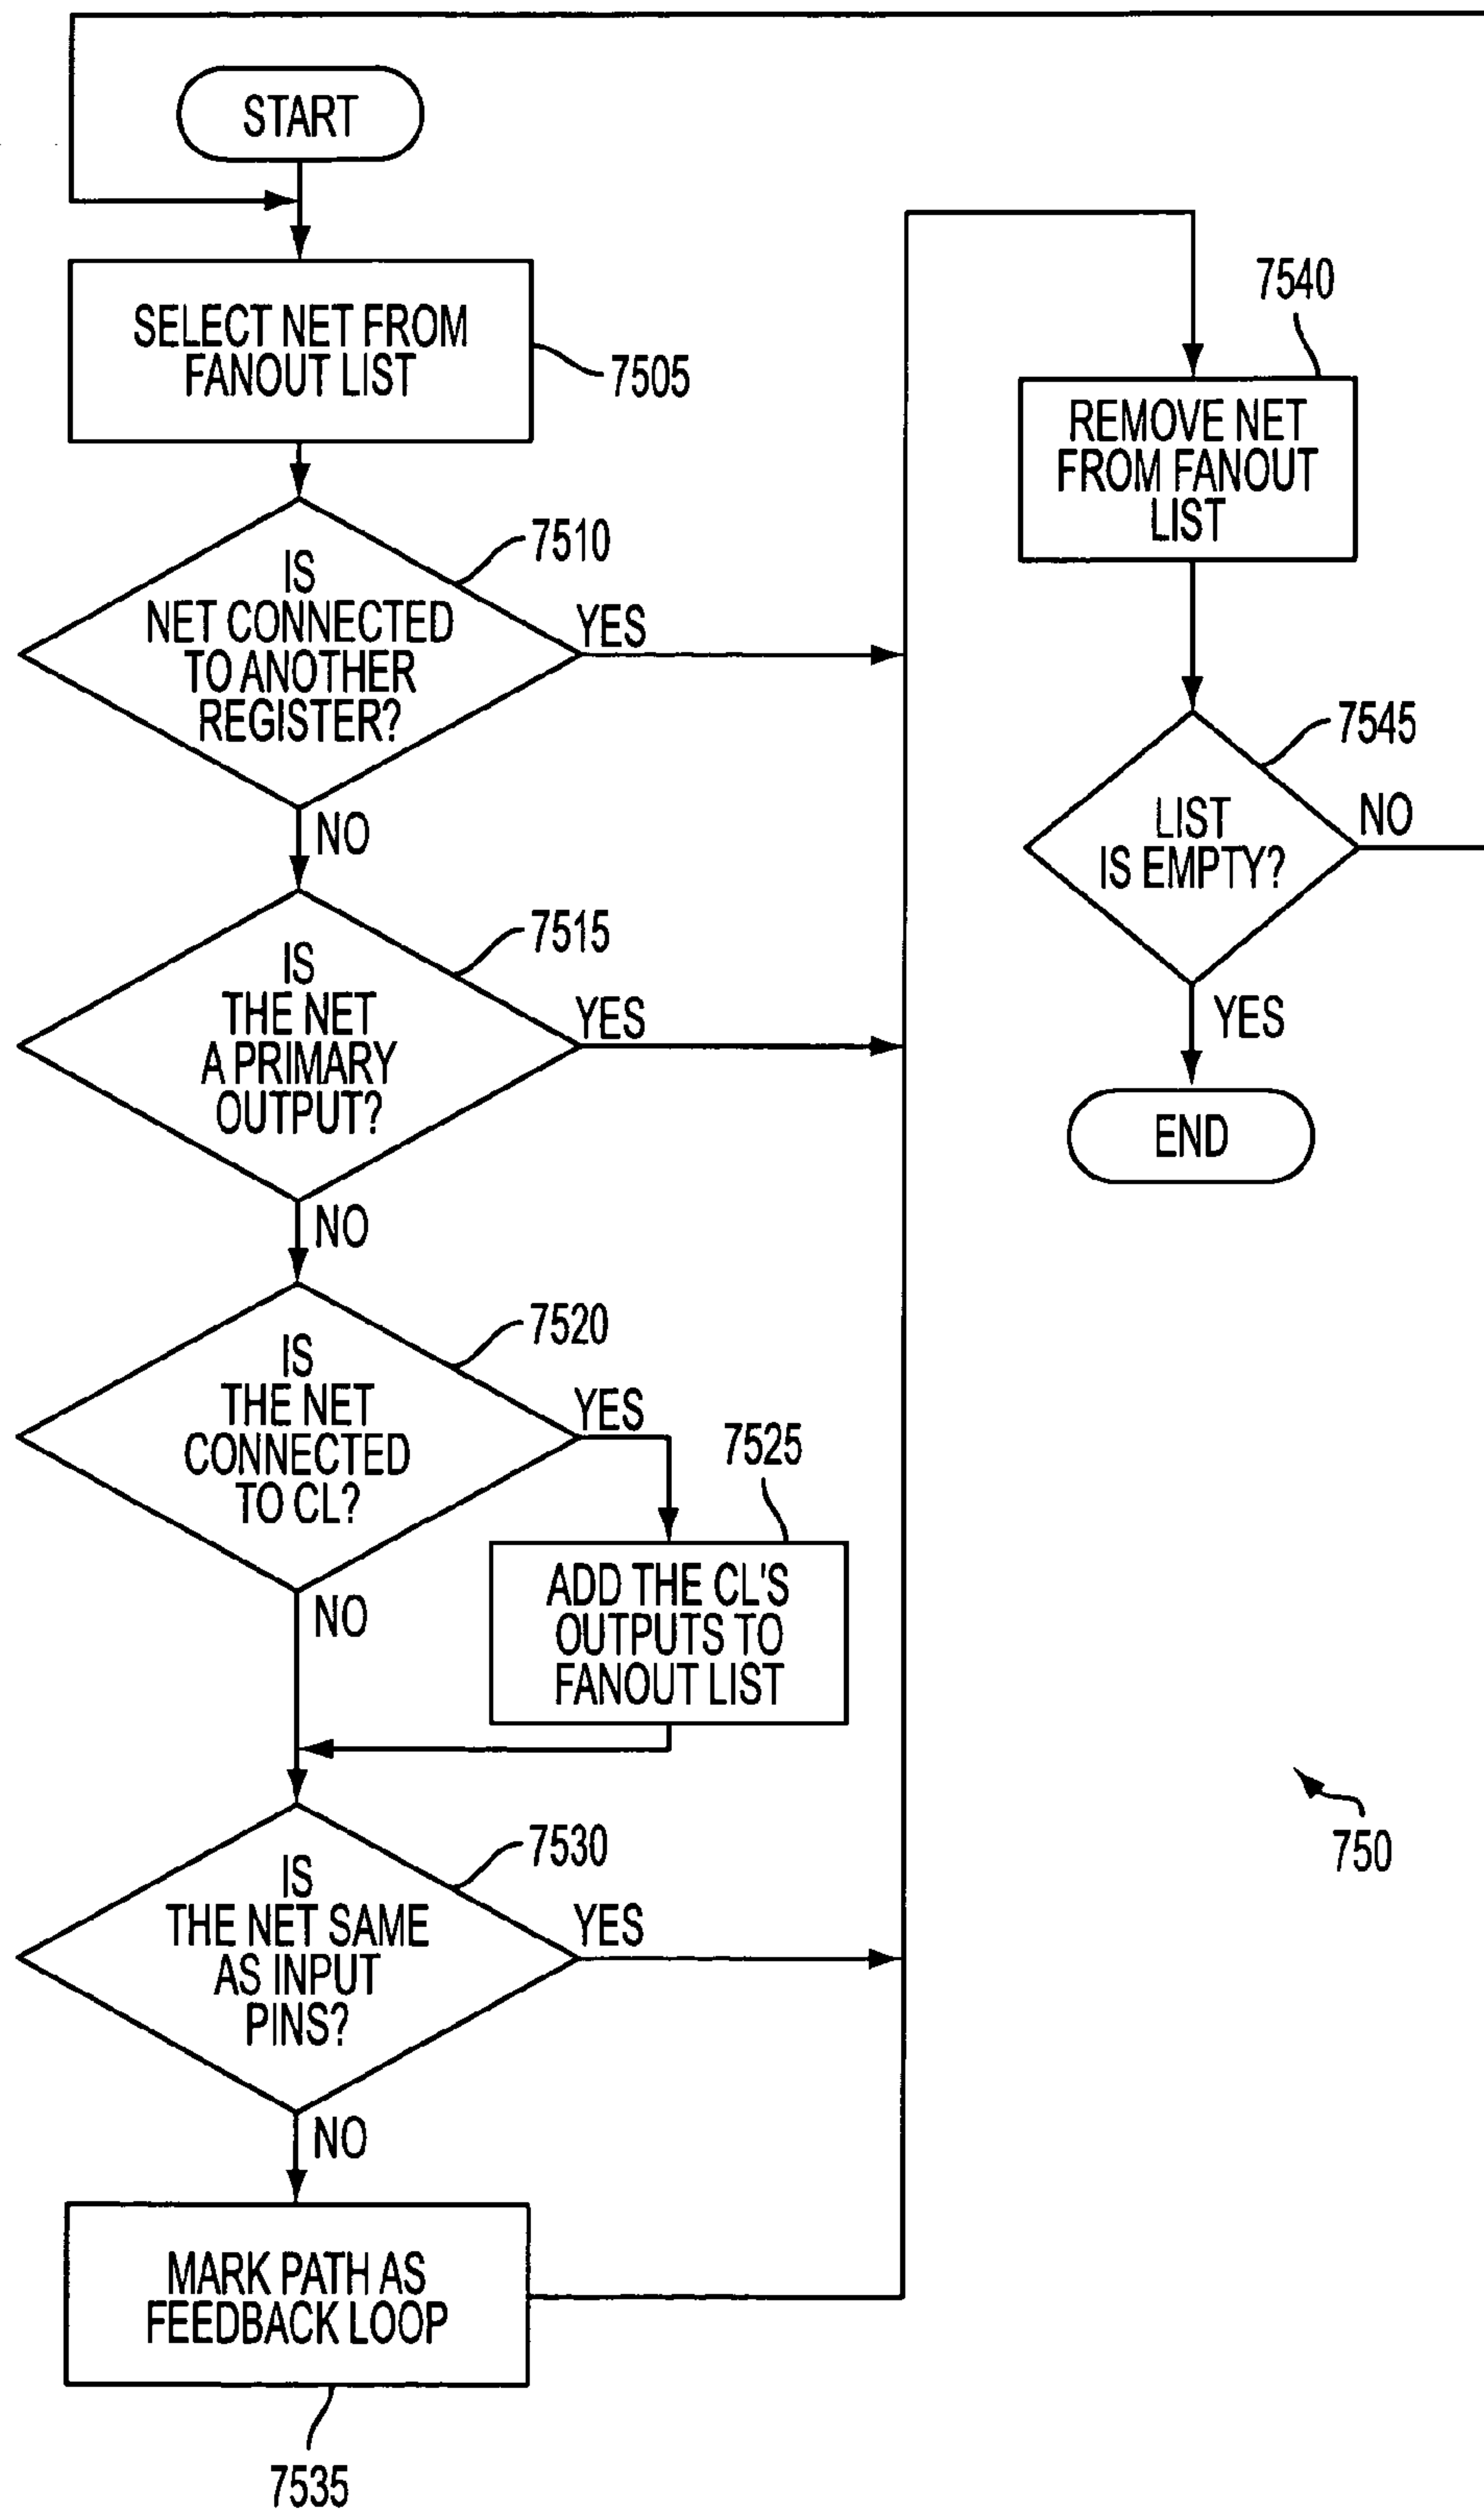 START
SELECT NET FROM
FANOUT LIST
7505
IS
NET CONNECTED
TO ANOTHER
REGISTER?
7510
YES
NO
IS
THE NET
A PRIMARY
OUTPUT?
7515
YES
NO
IS
THE NET
CONNECTED
TO CL?
7520
YES
NO
7525
ADD THE CL'S
OUTPUTS TO
FANOUT LIST
IS
THE NET SAME
AS INPUT
PINS?
7530
YES
NO
MARK PATH AS
FEEDBACK LOOP
7535
7540
REMOVE NET
FROM FANOUT
LIST
7545
LIST
IS EMPTY?
NO
YES
END
750